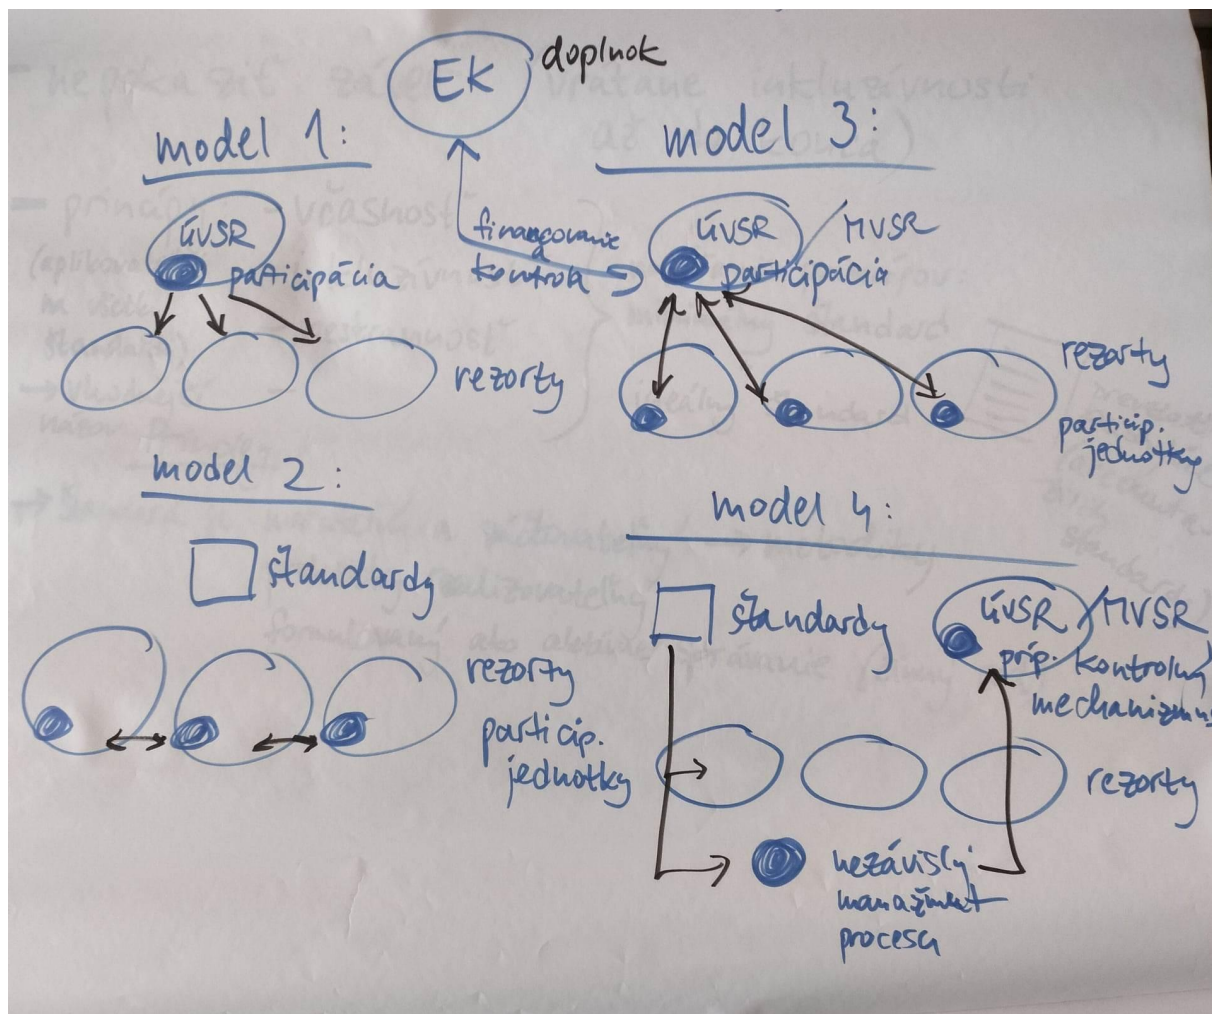 EK doplnok
model 1:
ÚVSR
participácia
rezorty
financovanie
a
kontrola
model 3:
ÚVSR / MVSR
participácia
rezorty
particip.
jednotky
model 2:
štandardy
rezorty
particip.
jednotky
model 4:
štandardy
ÚVSR / MVSR
príp. kontrolný
mechanizmus
rezorty
nezávislý
manažment
procesu